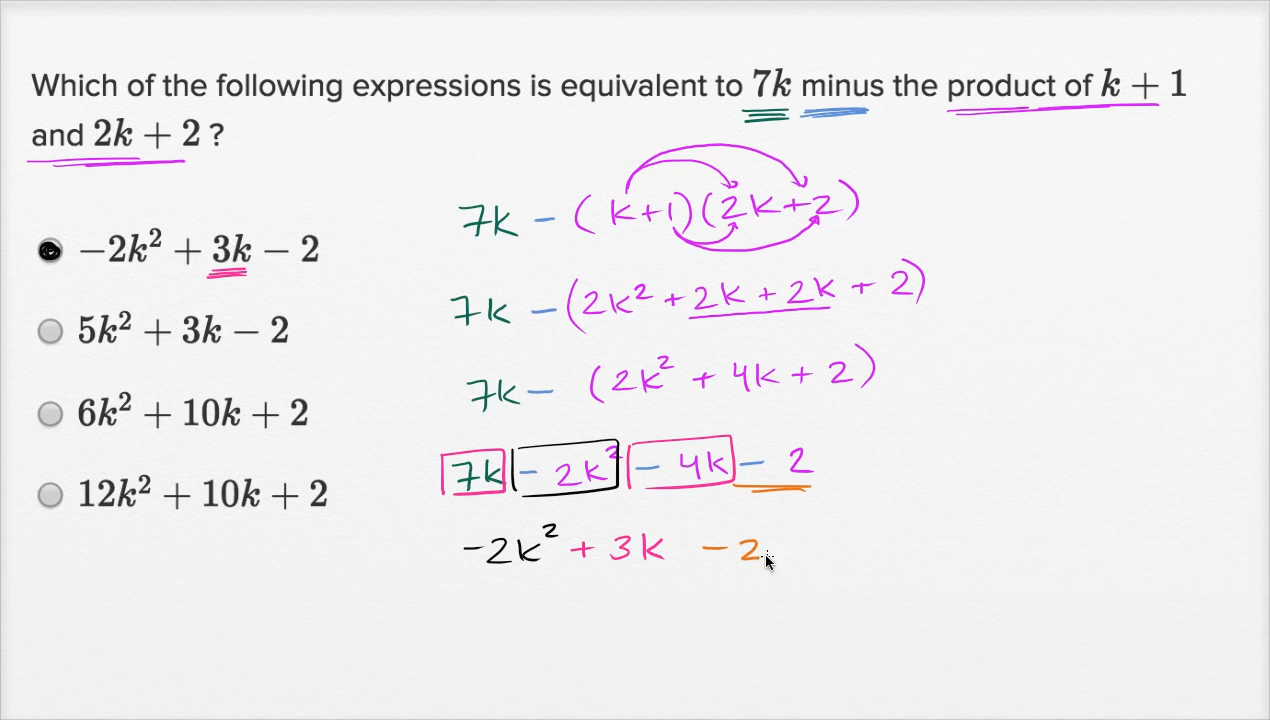 Which of the following expressions is equivalent to 7k minus the product of k + 1
and 2k + 2 ?
−2k² + 3k − 2
5k² + 3k − 2
6k² + 10k + 2
12k² + 10k + 2
7k − (k+1)(2k+2)
7k − (2k² + 2k + 2k + 2)
7k − (2k² + 4k + 2)
7k − 2k² − 4k − 2
−2k² + 3k − 2